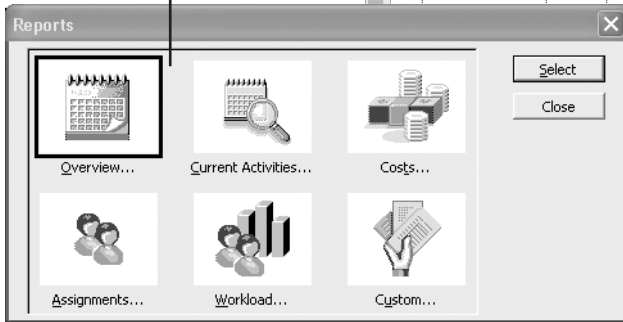 Reports
Select
Close
Overview...
Current Activities...
Costs...
Assignments...
Workload...
Custom...